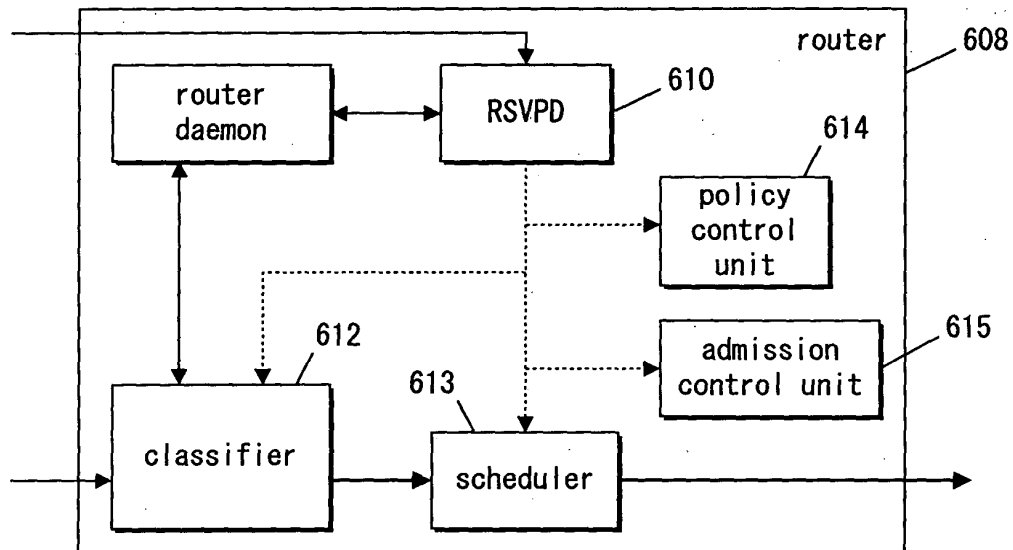 router
608
router
daemon
RSVPD
610
614
policy
control
unit
612
615
admission
control unit
613
classifier
scheduler